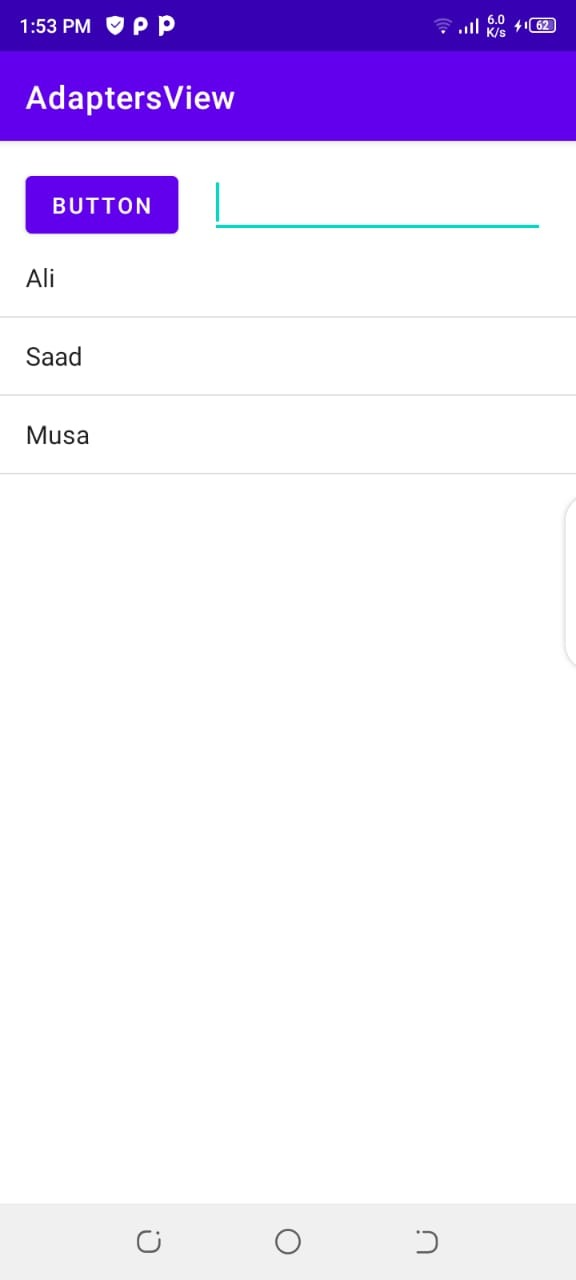 1:53 PM 6.0 K/s 62
AdaptersView
BUTTON
Ali
Saad
Musa